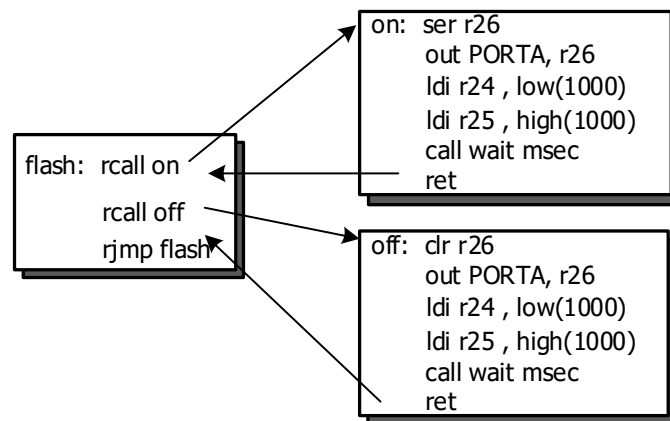 flash: rcall on
rcall off
rjmp flash
on: ser r26
out PORTA, r26
ldi r24 , low(1000)
ldi r25 , high(1000)
call wait msec
ret
off: clr r26
out PORTA, r26
ldi r24 , low(1000)
ldi r25 , high(1000)
call wait msec
ret